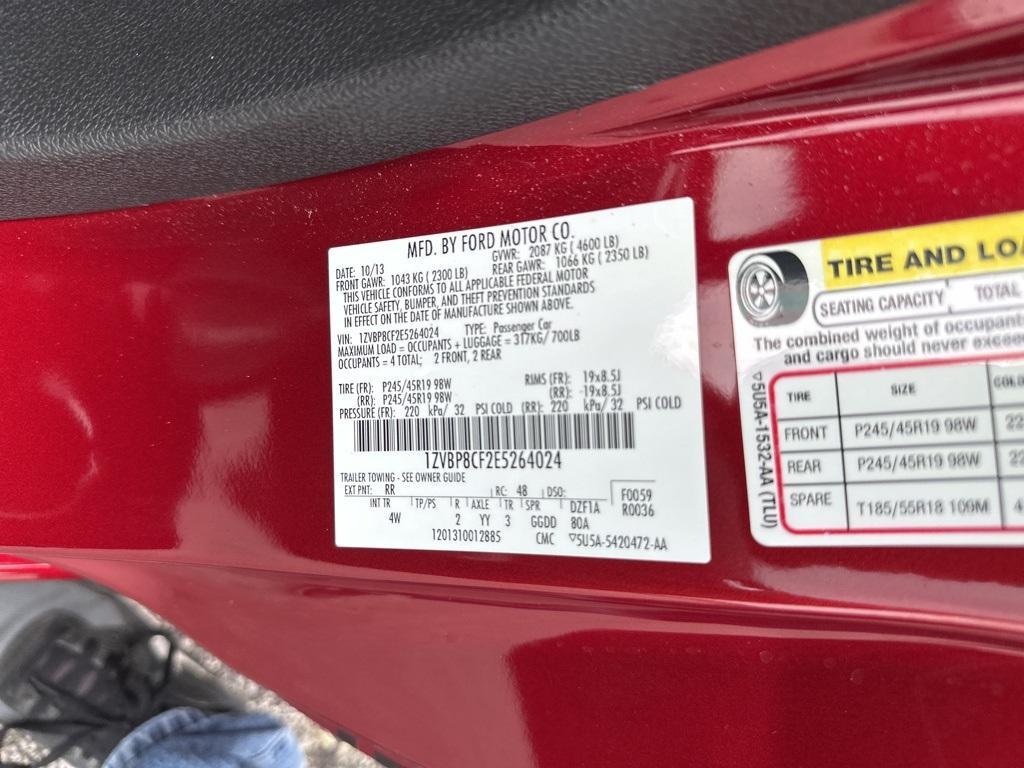 MFD. BY FORD MOTOR CO.
DATE: 10/13 GVWR: 2087 KG ( 4600 LB)
FRONT GAWR: 1043 KG ( 2300 LB) REAR GAWR: 1066 KG ( 2350 LB)
THIS VEHICLE CONFORMS TO ALL APPLICABLE FEDERAL MOTOR
VEHICLE SAFETY, BUMPER, AND THEFT PREVENTION STANDARDS
IN EFFECT ON THE DATE OF MANUFACTURE SHOWN ABOVE.
VIN: 1ZVBP8CF2E5264024 TYPE: Passenger Car
MAXIMUM LOAD = OCCUPANTS + LUGGAGE = 317KG/ 700LB
OCCUPANTS = 4 TOTAL; 2 FRONT, 2 REAR
TIRE (FR): P245/45R19 98W RIMS (FR): 19x8.5J
(RR): P245/45R19 98W (RR): 19x8.5J
PRESSURE (FR): 220 kPa/ 32 PSI COLD (RR): 220 kPa/ 32 PSI COLD
1ZVBP8CF2E5264024
TRAILER TOWING - SEE OWNER GUIDE
EXT PNT: RR RC: 48 DSO: F0059
INT TR TP/PS R AXLE TR SPR DZF1A R0036
4W 2 YY 3 GGDD 80A
1201310012885 CMC ▽5U5A-5420472-AA
TIRE AND LOA
SEATING CAPACITY TOTAL
The combined weight of occupants
and cargo should never exceed
TIRE SIZE COLD
FRONT P245/45R19 98W 22
REAR P245/45R19 98W 22
SPARE T185/55R18 109M 4
▽5U5A-1532-AA (TLU)